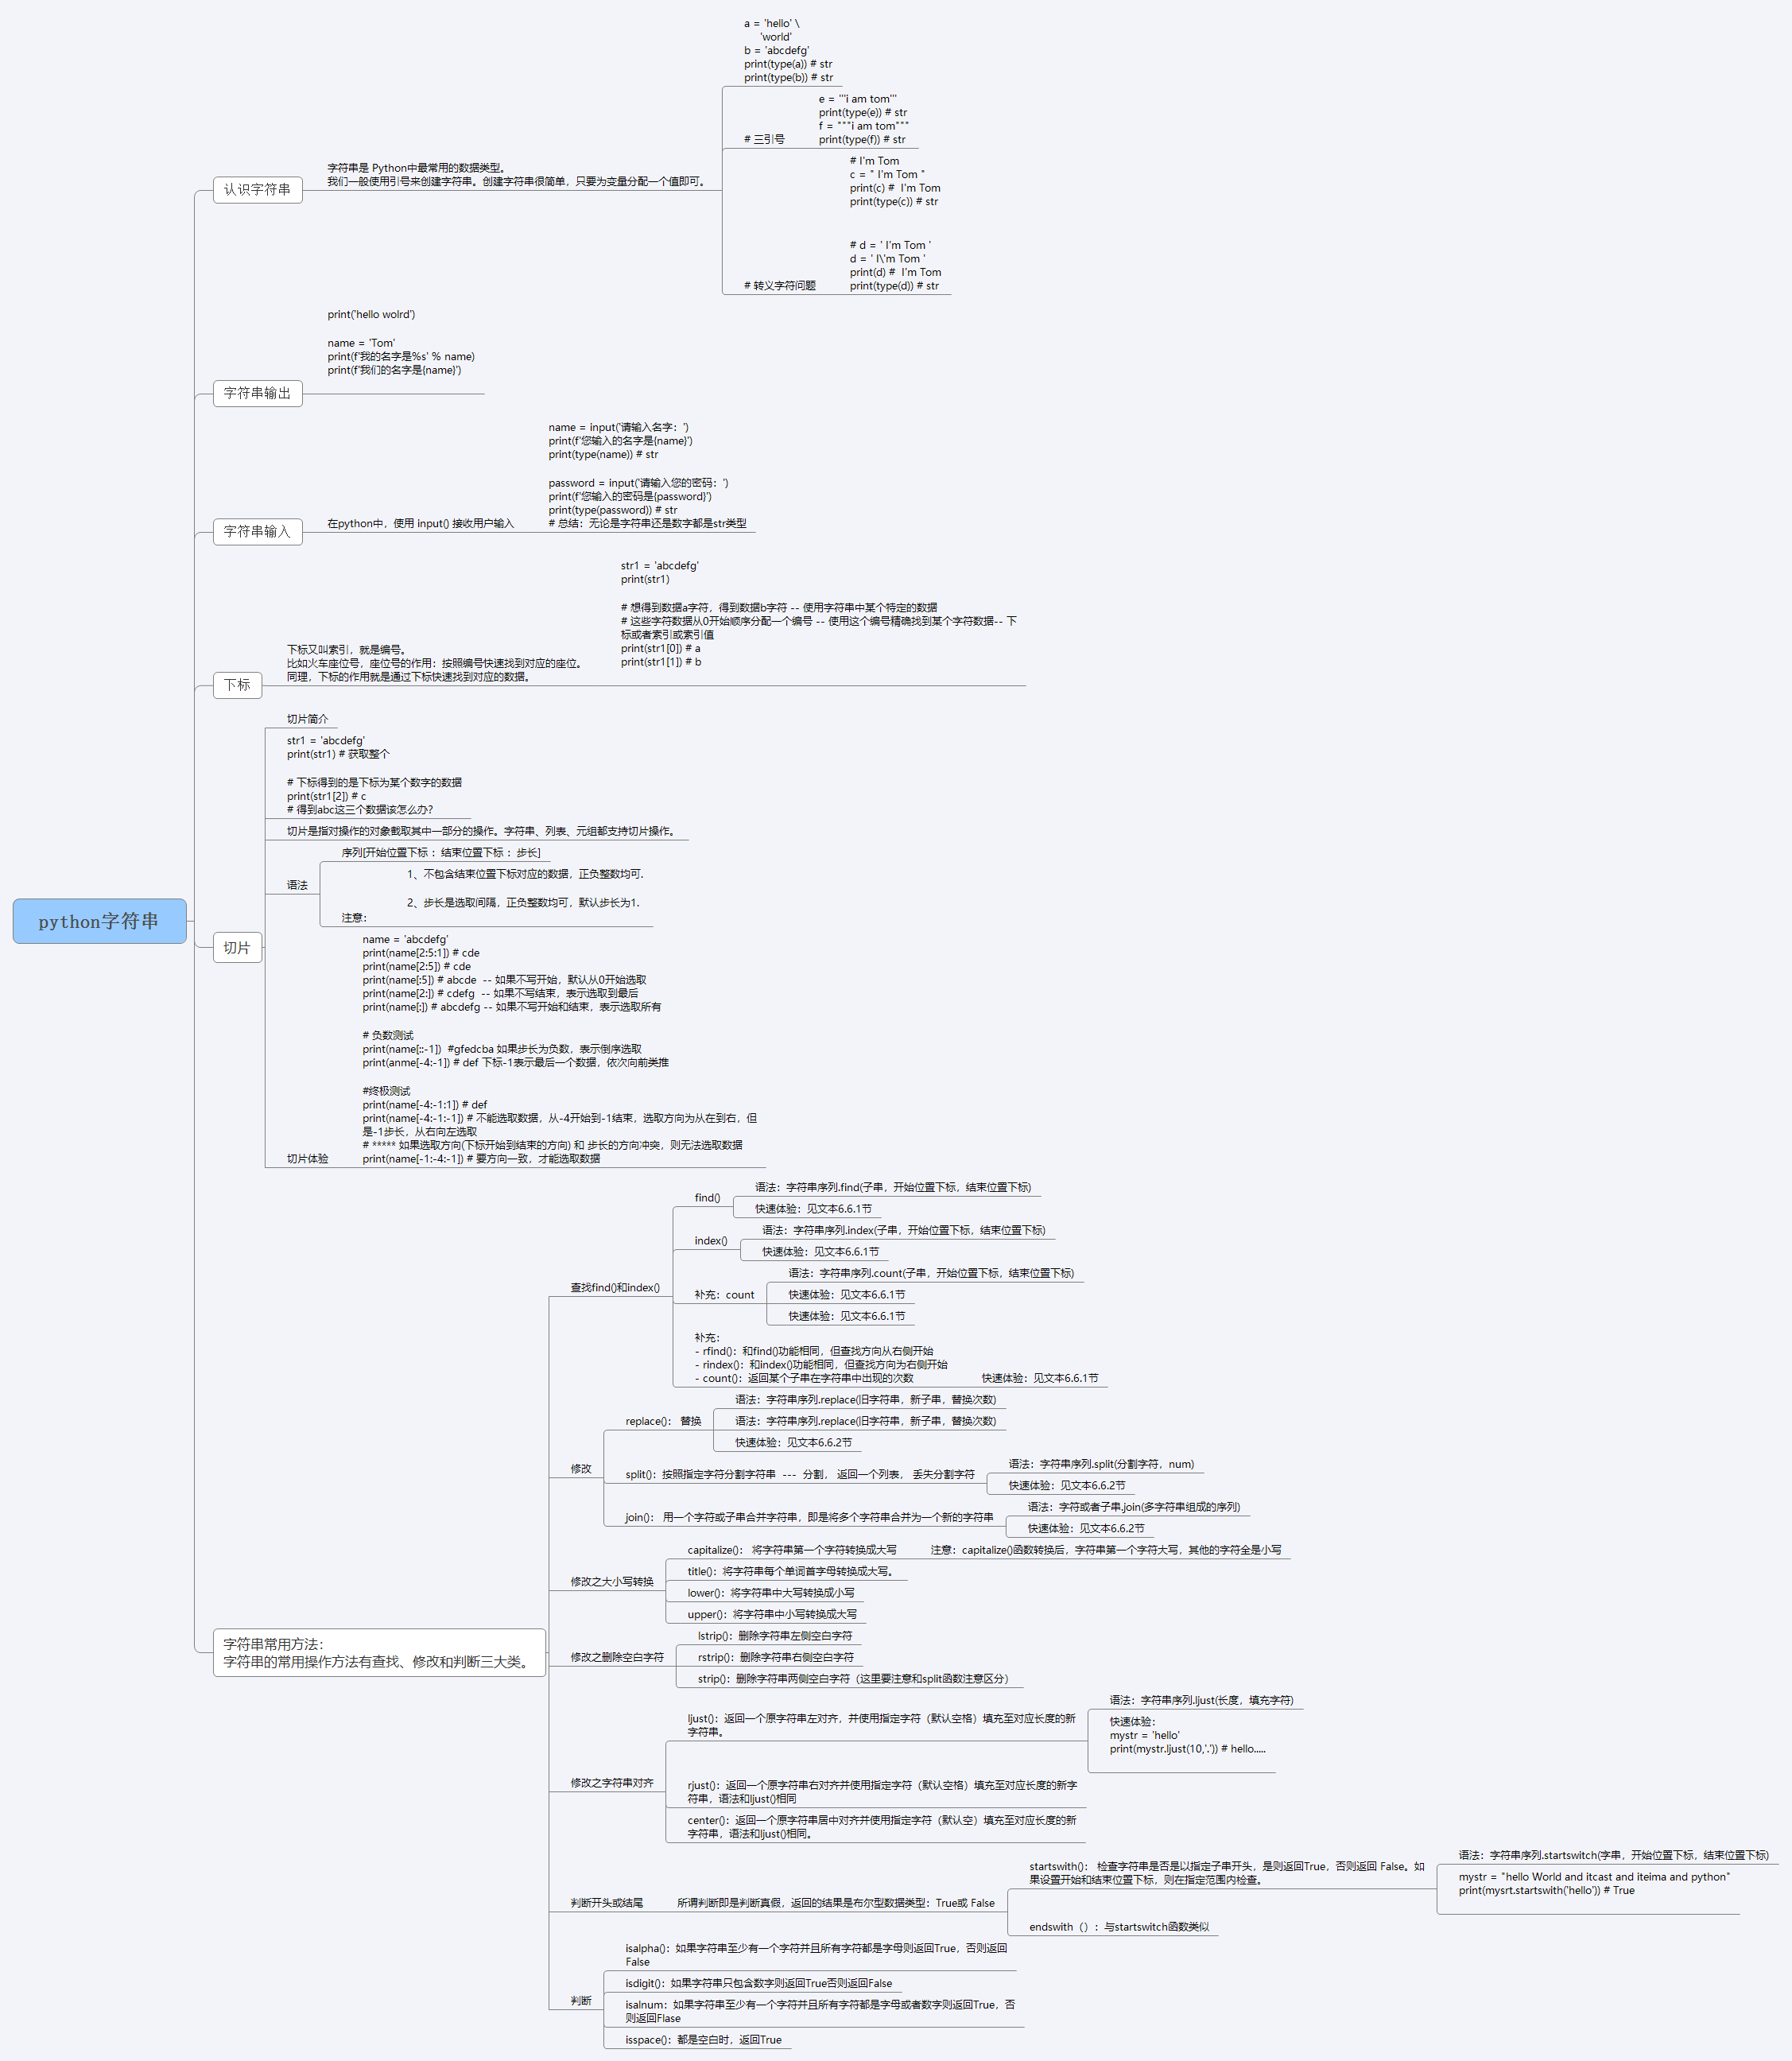 python字符串
认识字符串
字符串是 Python中最常用的数据类型。
我们一般使用引号来创建字符串。创建字符串很简单，只要为变量分配一个值即可。
a = 'hello' \
'world'
b = 'abcdefg'
print(type(a)) # str
print(type(b)) # str
# 三引号
e = '''i am tom'''
print(type(e)) # str
f = """i am tom"""
print(type(f)) # str
# 转义字符问题
# I'm Tom
c = " I'm Tom "
print(c) #  I'm Tom
print(type(c)) # str
# d = ' I'm Tom '
d = ' I\'m Tom '
print(d) #  I'm Tom
print(type(d)) # str
字符串输出
print('hello wolrd')
name = 'Tom'
print(f'我的名字是%s' % name)
print(f'我们的名字是{name}')
字符串输入
在python中，使用 input() 接收用户输入
name = input('请输入名字：')
print(f'您输入的名字是{name}')
print(type(name)) # str
password = input('请输入您的密码：')
print(f'您输入的密码是{password}')
print(type(password)) # str
# 总结：无论是字符串还是数字都是str类型
下标
下标又叫索引，就是编号。
比如火车座位号，座位号的作用：按照编号快速找到对应的座位。
同理，下标的作用就是通过下标快速找到对应的数据。
str1 = 'abcdefg'
print(str1)
# 想得到数据a字符，得到数据b字符 -- 使用字符串中某个特定的数据
# 这些字符数据从0开始顺序分配一个编号 -- 使用这个编号精确找到某个字符数据-- 下
标或者索引或索引值
print(str1[0]) # a
print(str1[1]) # b
切片
切片简介
str1 = 'abcdefg'
print(str1) # 获取整个
# 下标得到的是下标为某个数字的数据
print(str1[2]) # c
# 得到abc这三个数据该怎么办?
切片是指对操作的对象截取其中一部分的操作。字符串、列表、元组都支持切片操作。
语法
序列[开始位置下标 : 结束位置下标 : 步长]
注意：
1、不包含结束位置下标对应的数据，正负整数均可.
2、步长是选取间隔，正负整数均可，默认步长为1.
切片体验
name = 'abcdefg'
print(name[2:5:1]) # cde
print(name[2:5]) # cde
print(name[:5]) # abcde  -- 如果不写开始，默认从0开始选取
print(name[2:]) # cdefg  -- 如果不写结束，表示选取到最后
print(name[:]) # abcdefg -- 如果不写开始和结束，表示选取所有
# 负数测试
print(name[::-1])  #gfedcba 如果步长为负数，表示倒序选取
print(anme[-4:-1]) # def 下标-1表示最后一个数据，依次向前类推
#终极测试
print(name[-4:-1:1]) # def
print(name[-4:-1:-1]) # 不能选取数据，从-4开始到-1结束，选取方向为从在到右，但
是-1步长，从右向左选取
# ***** 如果选取方向(下标开始到结束的方向) 和 步长的方向冲突，则无法选取数据
print(name[-1:-4:-1]) # 要方向一致，才能选取数据
字符串常用方法：
字符串的常用操作方法有查找、修改和判断三大类。
查找find()和index()
find()
语法：字符串序列.find(子串，开始位置下标，结束位置下标)
快速体验：见文本6.6.1节
index()
语法：字符串序列.index(子串，开始位置下标，结束位置下标)
快速体验：见文本6.6.1节
补充：count
语法：字符串序列.count(子串，开始位置下标，结束位置下标)
快速体验：见文本6.6.1节
快速体验：见文本6.6.1节
补充：
- rfind()：和find()功能相同，但查找方向从右侧开始
- rindex()：和index()功能相同，但查找方向为右侧开始
- count()：返回某个子串在字符串中出现的次数
快速体验：见文本6.6.1节
修改
replace()： 替换
语法：字符串序列.replace(旧字符串，新子串，替换次数)
语法：字符串序列.replace(旧字符串，新子串，替换次数)
快速体验：见文本6.6.2节
split()：按照指定字符分割字符串  ---  分割， 返回一个列表， 丢失分割字符
语法：字符串序列.split(分割字符，num)
快速体验：见文本6.6.2节
join()： 用一个字符或子串合并字符串，即是将多个字符串合并为一个新的字符串
语法：字符或者子串.join(多字符串组成的序列)
快速体验：见文本6.6.2节
修改之大小写转换
capitalize()： 将字符串第一个字符转换成大写
注意：capitalize()函数转换后，字符串第一个字符大写，其他的字符全是小写
title()：将字符串每个单词首字母转换成大写。
lower()：将字符串中大写转换成小写
upper()：将字符串中小写转换成大写
修改之删除空白字符
lstrip()：删除字符串左侧空白字符
rstrip()：删除字符串右侧空白字符
strip()：删除字符串两侧空白字符（这里要注意和split函数注意区分）
修改之字符串对齐
ljust()：返回一个原字符串左对齐，并使用指定字符（默认空格）填充至对应长度的新
字符串。
语法：字符串序列.ljust(长度，填充字符)
快速体验：
mystr = 'hello'
print(mystr.ljust(10,'.')) # hello.....
rjust()：返回一个原字符串右对齐并使用指定字符（默认空格）填充至对应长度的新字
符串，语法和ljust()相同
center()：返回一个原字符串居中对齐并使用指定字符（默认空）填充至对应长度的新
字符串，语法和ljust()相同。
判断开头或结尾
所谓判断即是判断真假，返回的结果是布尔型数据类型：True或 False
startswith()： 检查字符串是否是以指定子串开头，是则返回True，否则返回 False。如
果设置开始和结束位置下标，则在指定范围内检查。
语法：字符串序列.startswitch(字串，开始位置下标，结束位置下标)
mystr = "hello World and itcast and iteima and python"
print(mysrt.startswith('hello')) # True
endswith（）：与startswitch函数类似
判断
isalpha()：如果字符串至少有一个字符并且所有字符都是字母则返回True，否则返回
False
isdigit()：如果字符串只包含数字则返回True否则返回False
isalnum：如果字符串至少有一个字符并且所有字符都是字母或者数字则返回True，否
则返回Flase
isspace()：都是空白时，返回True